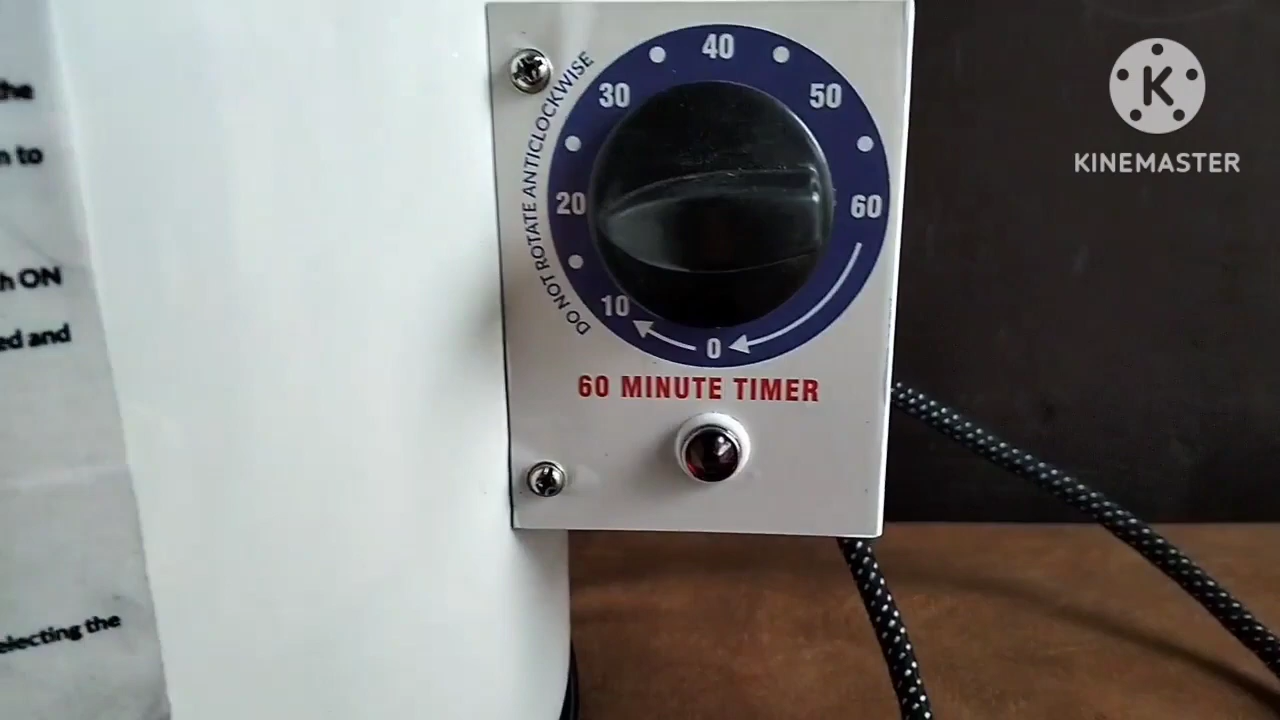 the
n to
h ON
ed and
electing the
DO NOT ROTATE ANTICLOCKWISE
40
30
50
20
60
10
0
60 MINUTE TIMER
K
KINEMASTER